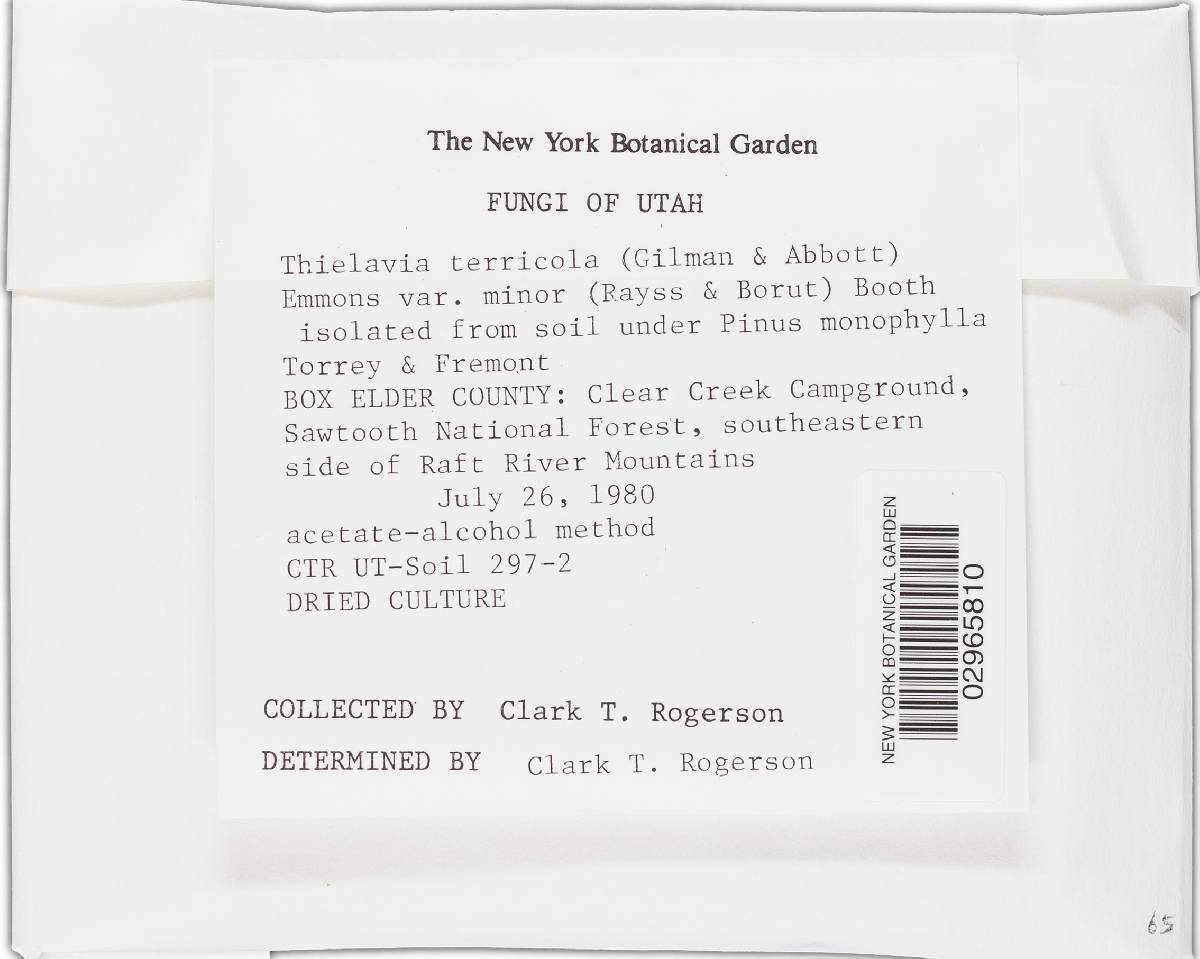 The New York Botanical Garden
FUNGI OF UTAH
Thielavia terricola (Gilman & Abbott)
Emmons var. minor (Rayss & Borut) Booth
isolated from soil under Pinus monophylla
Torrey & Fremont
BOX ELDER COUNTY: Clear Creek Campground,
Sawtooth National Forest, southeastern
side of Raft River Mountains
July 26, 1980
acetate-alcohol method
CTR UT-Soil 297-2
DRIED CULTURE
COLLECTED BY Clark T. Rogerson
DETERMINED BY Clark T. Rogerson
NEW YORK BOTANICAL GARDEN
02965810
65